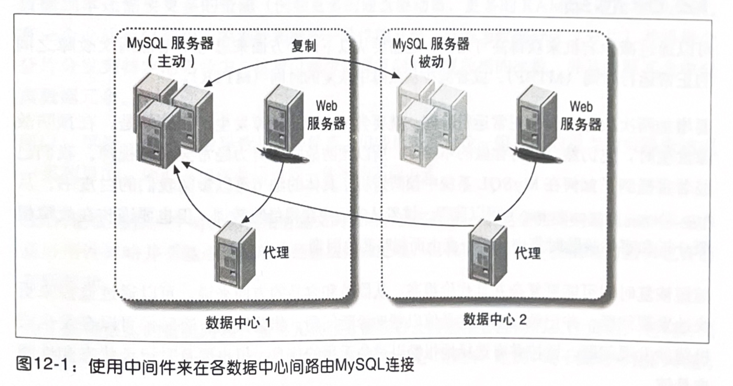 MySQL 服务器
（主动）
复制
MySQL 服务器
（被动）
Web
服务器
Web
服务器
代理
代理
数据中心 1
数据中心 2
图12-1：使用中间件来在各数据中心间路由MySQL连接